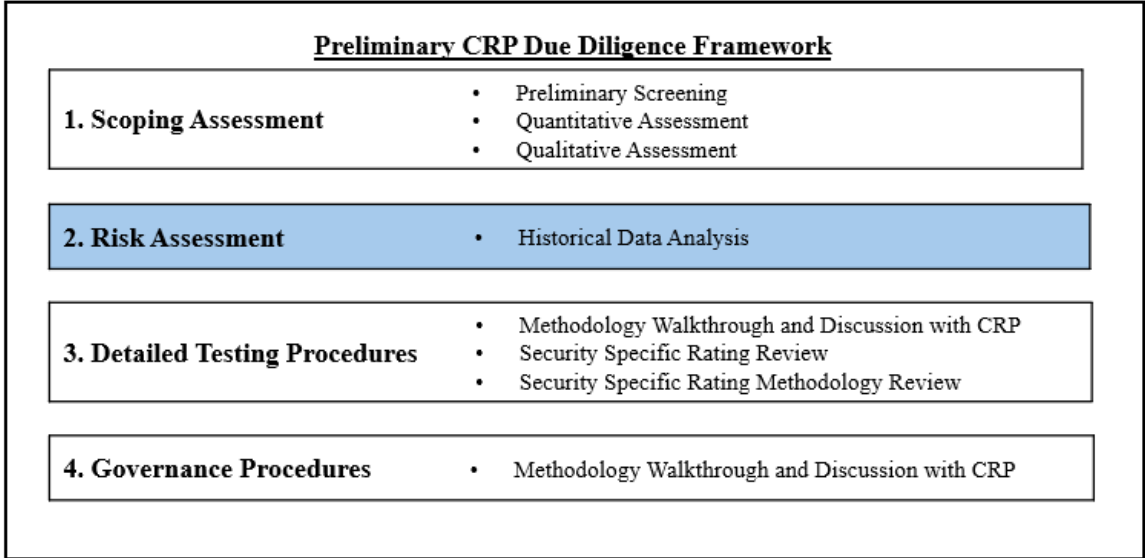 Preliminary CRP Due Diligence Framework
1. Scoping Assessment
• Preliminary Screening
• Quantitative Assessment
• Qualitative Assessment
2. Risk Assessment
• Historical Data Analysis
3. Detailed Testing Procedures
• Methodology Walkthrough and Discussion with CRP
• Security Specific Rating Review
• Security Specific Rating Methodology Review
4. Governance Procedures
• Methodology Walkthrough and Discussion with CRP